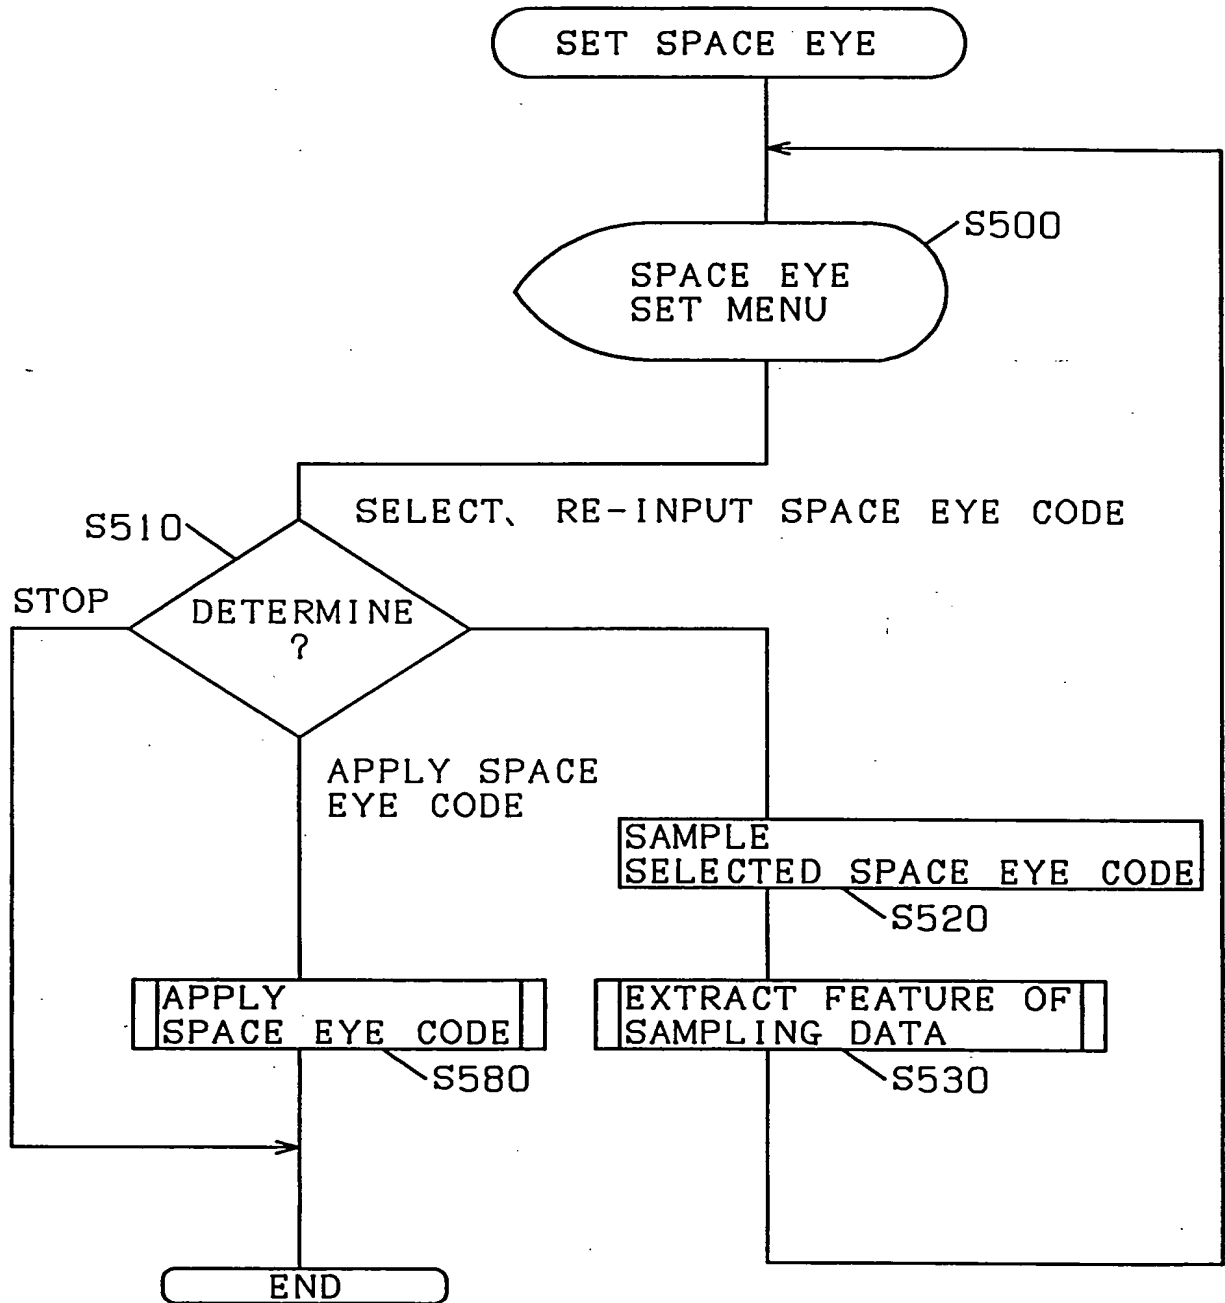 SET SPACE EYE
S500
SPACE EYE
SET MENU
SELECT、 RE-INPUT SPACE EYE CODE
S510
STOP
DETERMINE
?
APPLY SPACE
EYE CODE
SAMPLE
SELECTED SPACE EYE CODE
S520
APPLY
SPACE EYE CODE
S580
EXTRACT FEATURE OF
SAMPLING DATA
S530
END